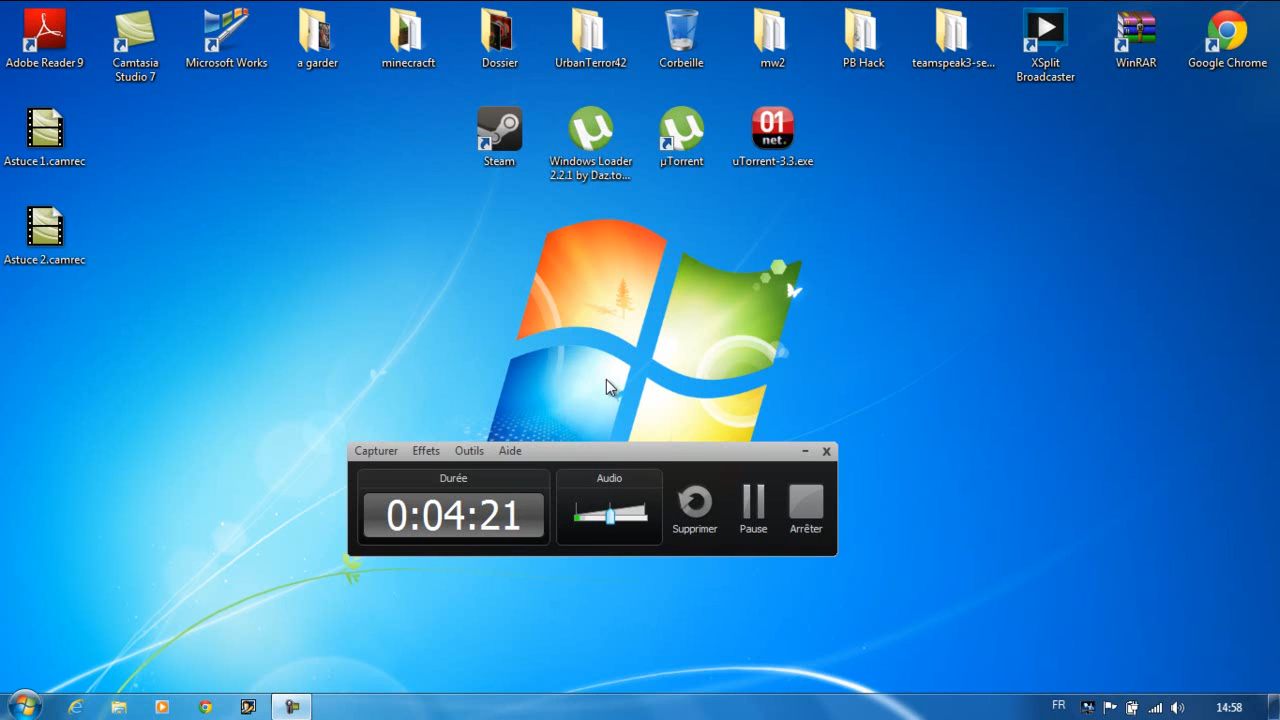 Adobe Reader 9
Camtasia
Studio 7
Microsoft Works
a garder
minecracft
Dossier
UrbanTerror42
Corbeille
mw2
PB Hack
teamspeak3-se...
XSplit
Broadcaster
WinRAR
Google Chrome
Astuce 1.camrec
Steam
Windows Loader
2.2.1 by Daz.to...
µTorrent
01
net.
uTorrent-3.3.exe
Astuce 2.camrec
Capturer Effets Outils Aide
Durée
Audio
0:04:21
Supprimer
Pause
Arrêter
FR
14:58